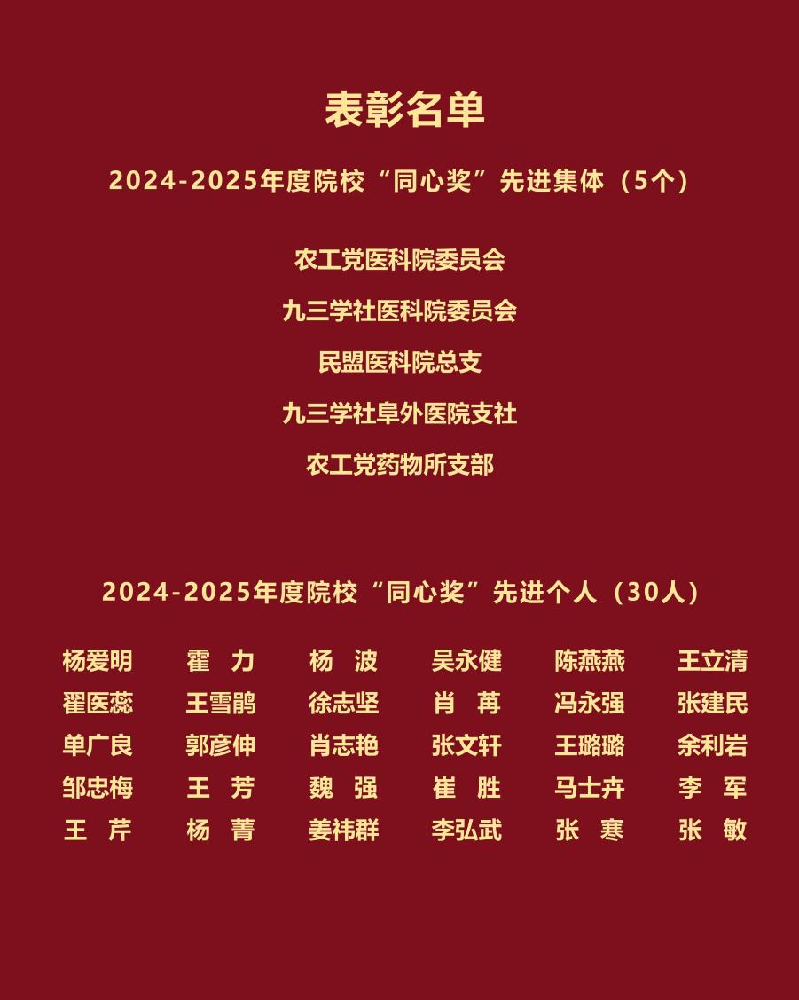 表彰名单
2024-2025年度院校“同心奖”先进集体（5个）
农工党医科院委员会
九三学社医科院委员会
民盟医科院总支
九三学社阜外医院支社
农工党药物所支部
2024-2025年度院校“同心奖”先进个人（30人）
杨爱明 霍 力 杨 波 吴永健 陈燕燕 王立清
翟医蕊 王雪鹃 徐志坚 肖 苒 冯永强 张建民
单广良 郭彦伸 肖志艳 张文轩 王璐璐 余利岩
邹忠梅 王 芳 魏 强 崔 胜 马士卉 李 军
王 芹 杨 菁 姜祎群 李弘武 张 寒 张 敏